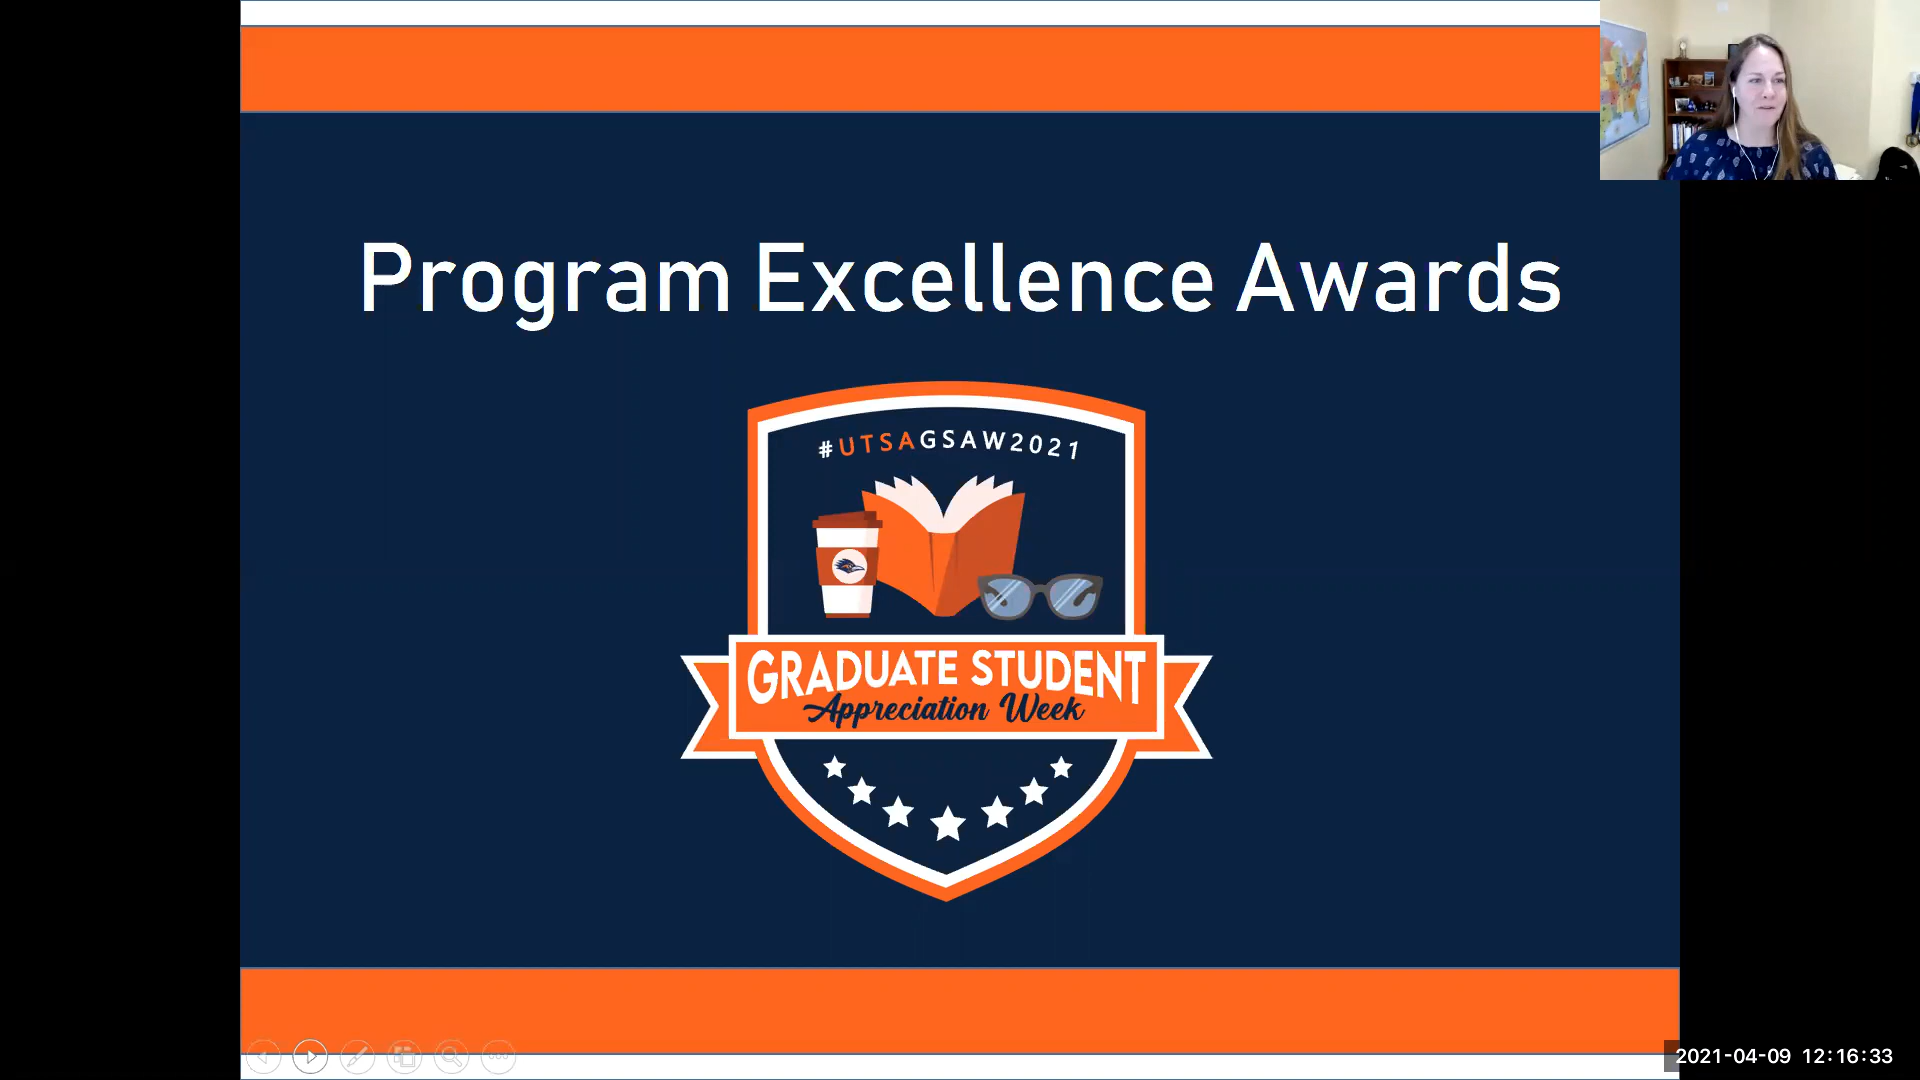 Program Excellence Awards
#UTSAGSAW2021
GRADUATE STUDENT
Appreciation Week
2021-04-09 12:16:33